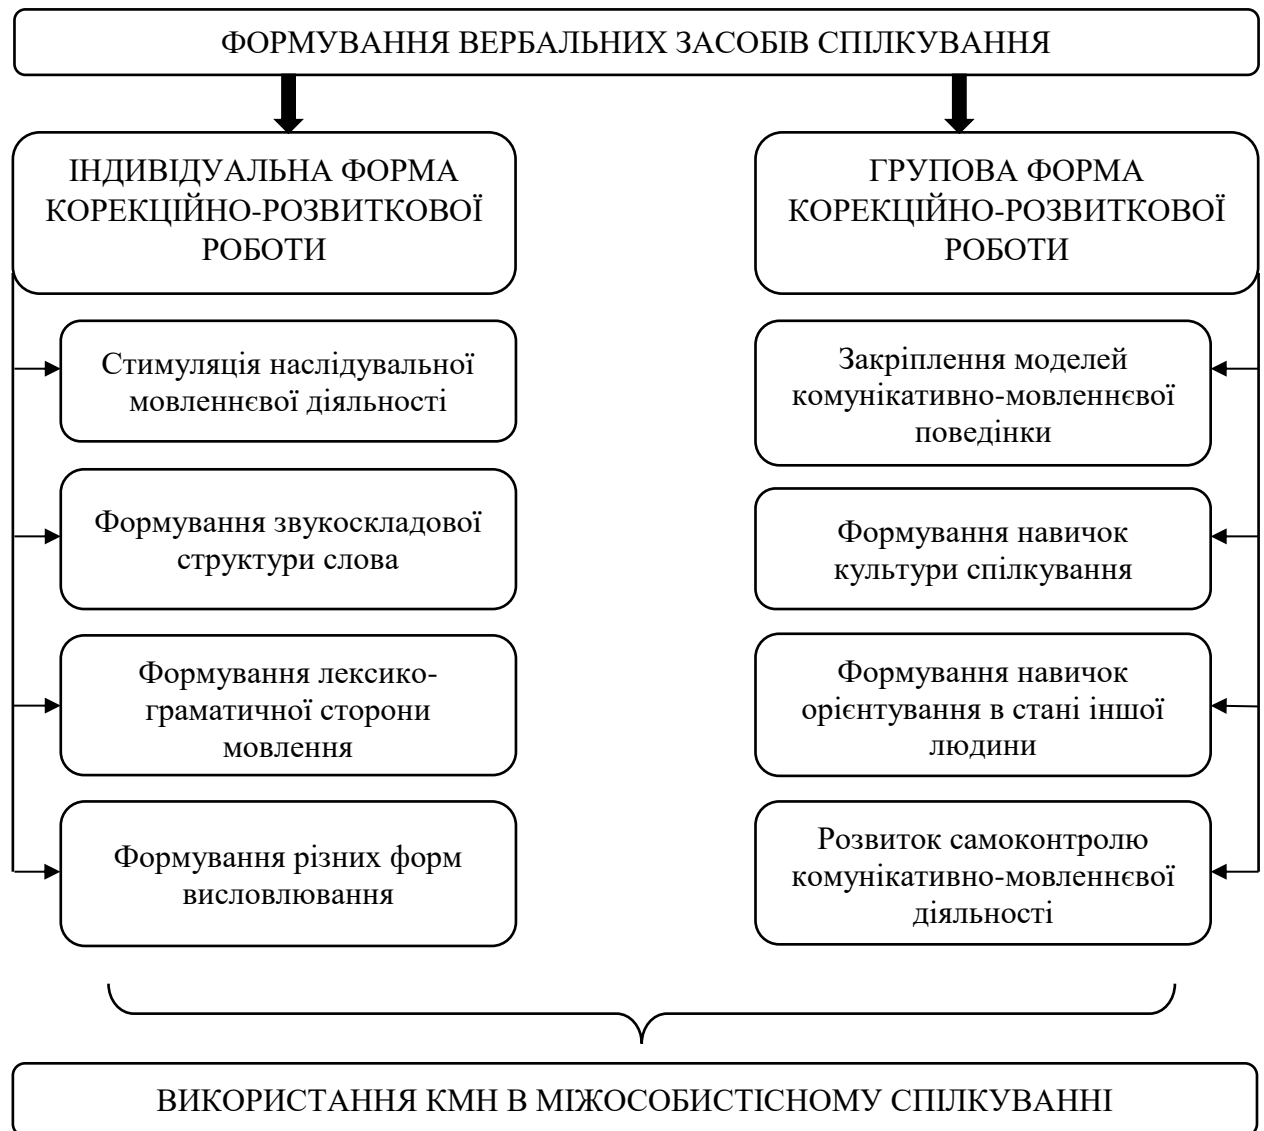 ФОРМУВАННЯ ВЕРБАЛЬНИХ ЗАСОБІВ СПІЛКУВАННЯ
ІНДИВІДУАЛЬНА ФОРМА
КОРЕКЦІЙНО-РОЗВИТКОВОЇ
РОБОТИ
Стимуляція наслідувальної
мовленнєвої діяльності
Формування звукоскладової
структури слова
Формування лексико-
граматичної сторони
мовлення
Формування різних форм
висловлювання
ГРУПОВА ФОРМА
КОРЕКЦІЙНО-РОЗВИТКОВОЇ
РОБОТИ
Закріплення моделей
комунікативно-мовленнєвої
поведінки
Формування навичок
культури спілкування
Формування навичок
орієнтування в стані іншої
людини
Розвиток самоконтролю
комунікативно-мовленнєвої
діяльності
ВИКОРИСТАННЯ КМН В МІЖОСОБИСТІСНОМУ СПІЛКУВАННІ